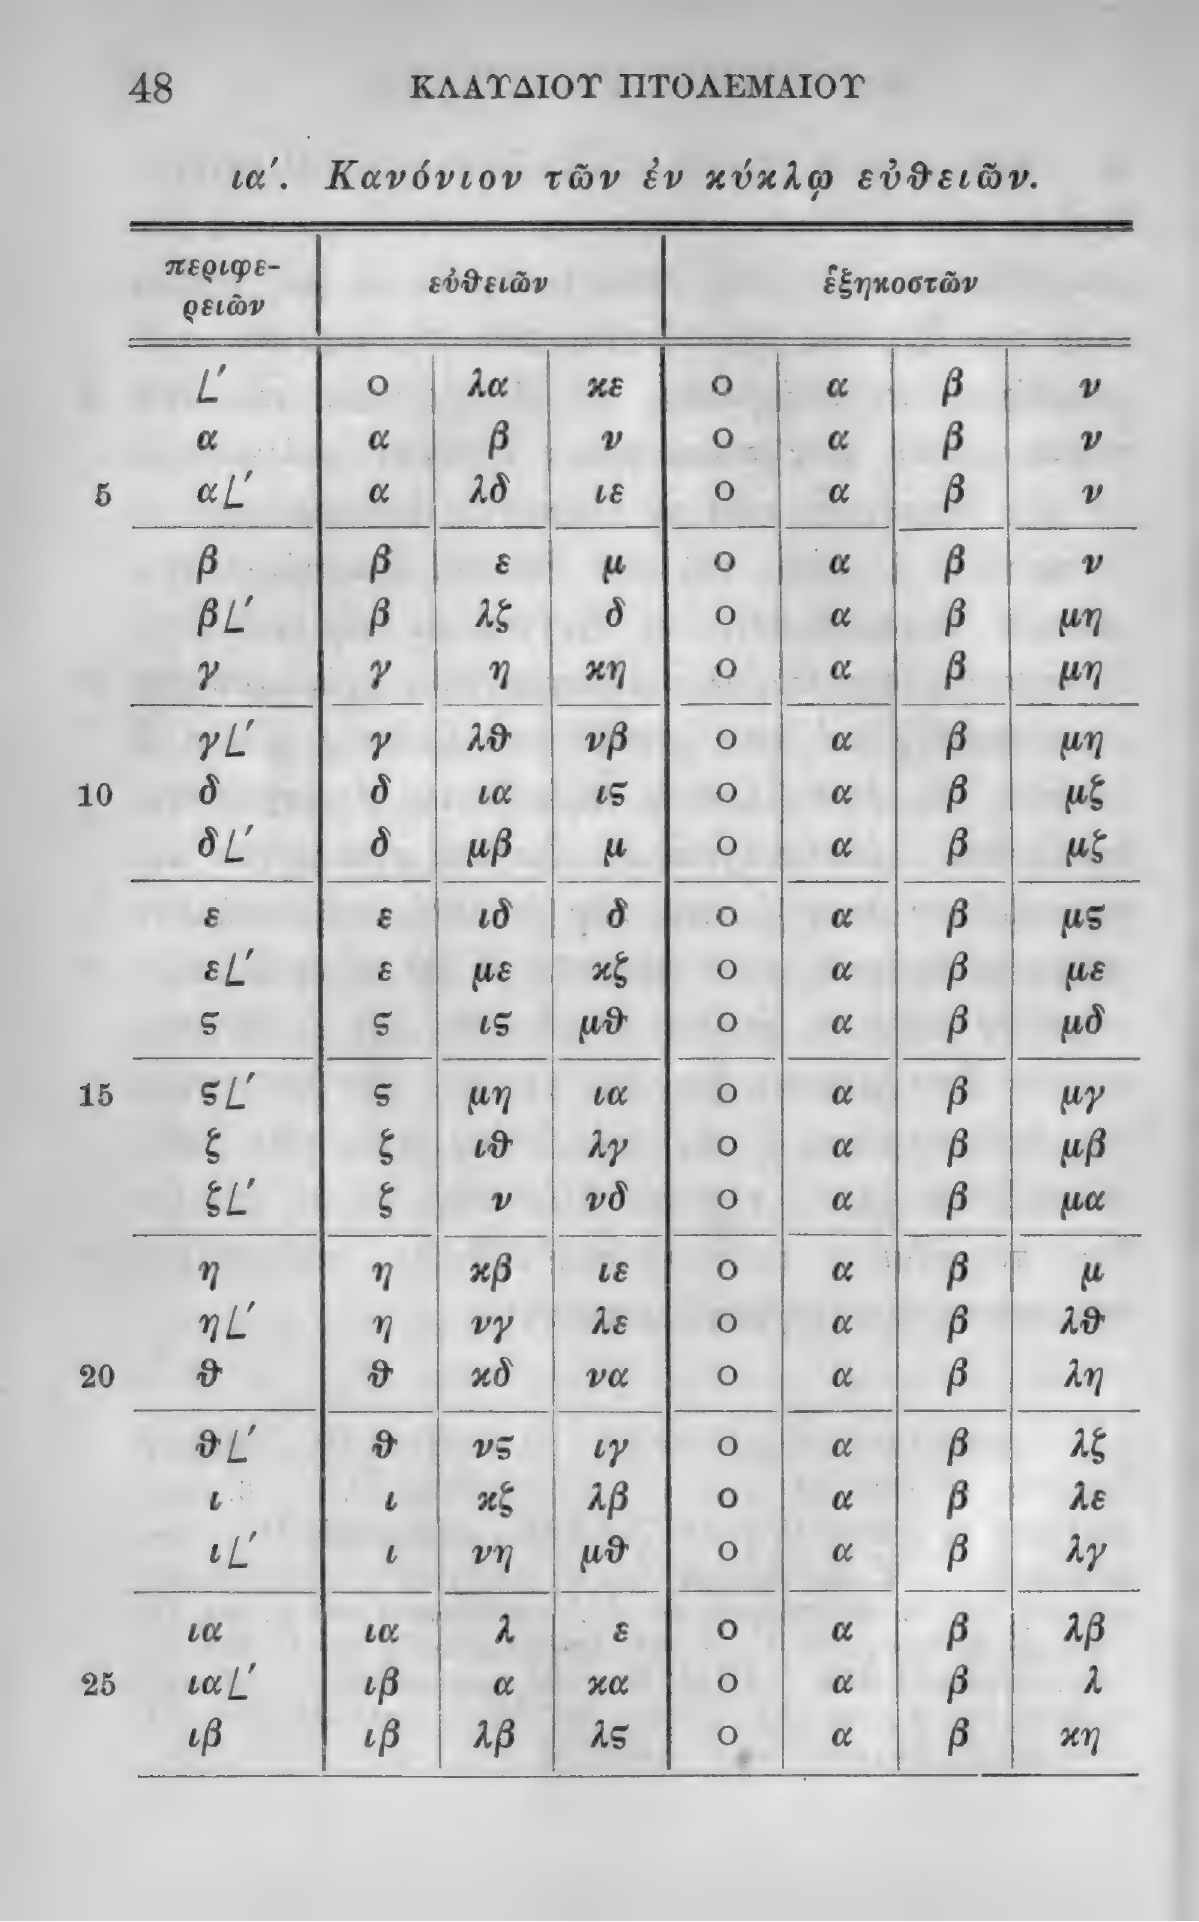 48 ΚΛΑΥΔΙΟΥ ΠΤΟΛΕΜΑΙΟΥ
ια′. Κανόνιον τῶν ἐν κύκλῳ εὐθειῶν.
περιφε-
ρειῶν εὐθειῶν ἑξηκοστῶν
∠′ ο λα κε ο α β ν
α α β ν ο α β ν
5 α∠′ α λδ ιε ο α β ν
β β ε μ ο α β ν
β∠′ β λζ δ ο α β μη
γ γ η κη ο α β μη
γ∠′ γ λθ νβ ο α β μη
10 δ δ ια ιϛ ο α β μζ
δ∠′ δ μβ μ ο α β μζ
ε ε ιδ δ ο α β μϛ
ε∠′ ε με κζ ο α β με
ϛ ϛ ιϛ μθ ο α β μδ
15 ϛ∠′ ϛ μη ια ο α β μγ
ζ ζ ιθ λγ ο α β μβ
ζ∠′ ζ ν νδ ο α β μα
η η κβ ιε ο α β μ
η∠′ η νγ λε ο α β λθ
20 θ θ κδ να ο α β λη
θ∠′ θ νϛ ιγ ο α β λζ
ι ι κζ λβ ο α β λε
ι∠′ ι νη μθ ο α β λγ
ια ια λ ε ο α β λβ
25 ια∠′ ιβ α κα ο α β λ
ιβ ιβ λβ λϛ ο α β κη